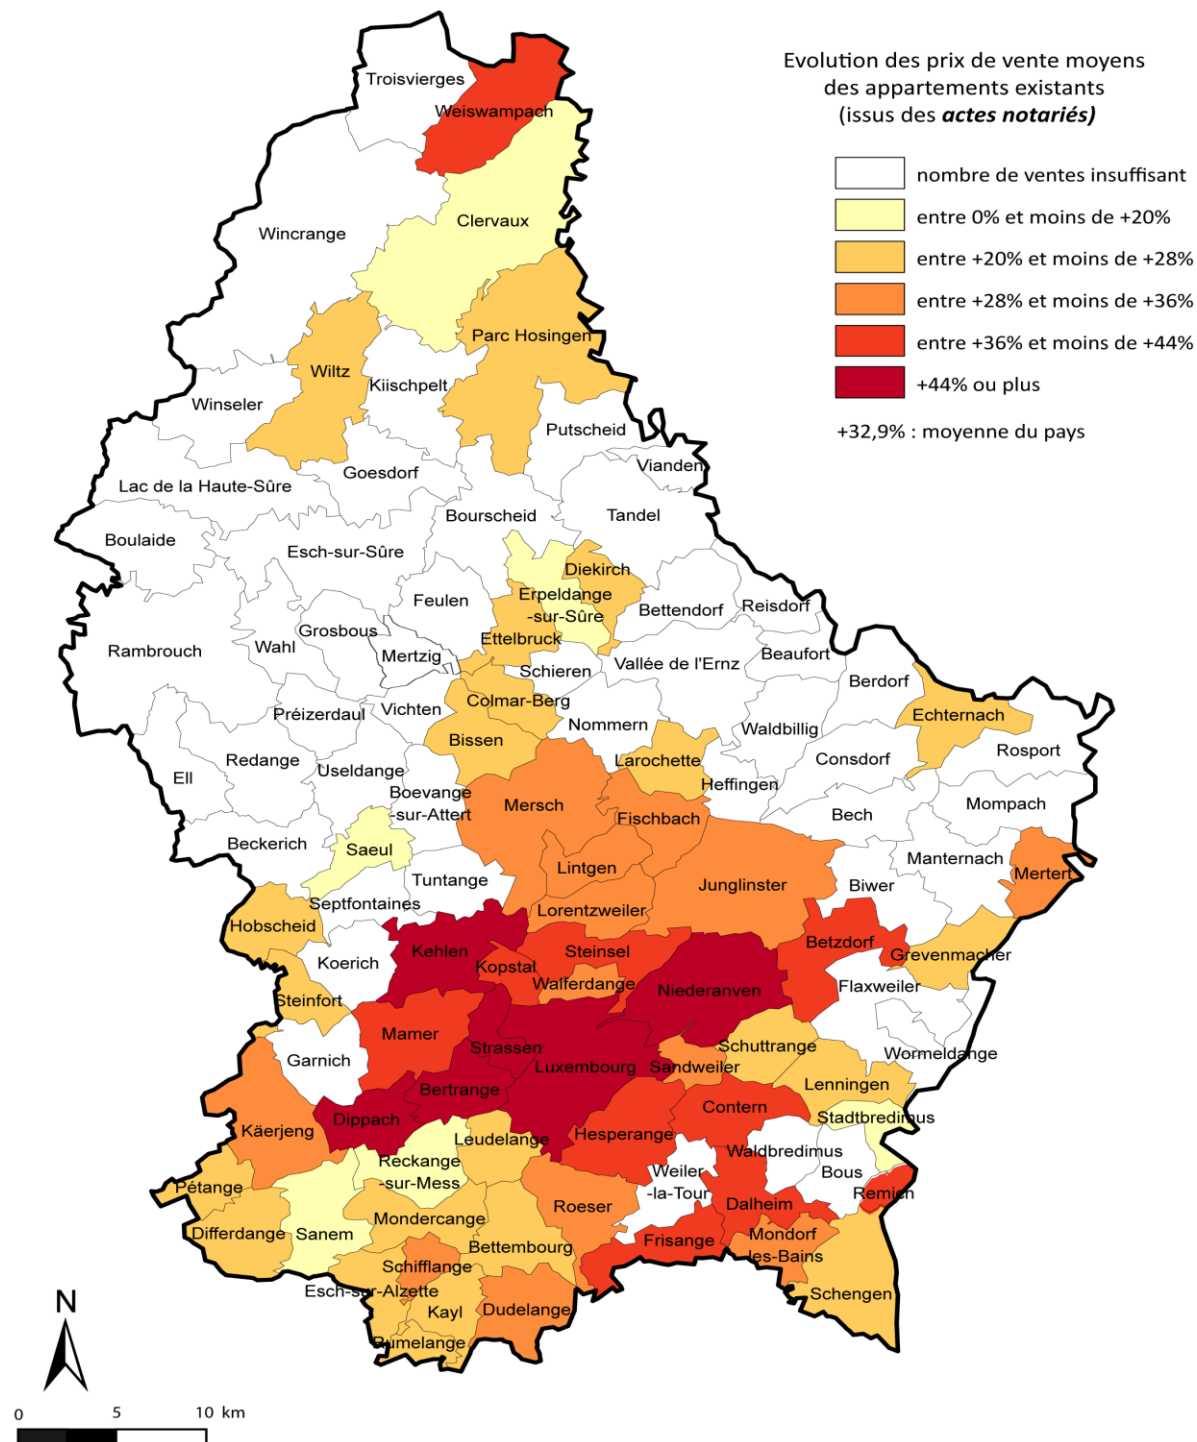 Evolution des prix de vente moyens
des appartements existants
(issus des actes notariés)
nombre de ventes insuffisant
entre 0% et moins de +20%
entre +20% et moins de +28%
entre +28% et moins de +36%
entre +36% et moins de +44%
+44% ou plus
+32,9% : moyenne du pays
Troisvierges
Weiswampach
Clervaux
Wincrange
Parc Hosingen
Wiltz
Kiischpelt
Winseler
Putscheid
Vianden
Goesdorf
Lac de la Haute-Sûre
Bourscheid
Tandel
Boulaide
Esch-sur-Sûre
Diekirch
Feulen
Erpeldange
-sur-Sûre
Bettendorf
Reisdorf
Grosbous
Wahl
Ettelbruck
Rambrouch
Mertzig
Schieren
Vallée de l'Ernz
Beaufort
Berdorf
Colmar-Berg
Préizerdaul
Vichten
Nommern
Waldbillig
Echternach
Bissen
Rosport
Redange
Useldange
Larochette
Consdorf
Ell
Heffingen
Boevange
-sur-Attert
Mersch
Fischbach
Mompach
Bech
Beckerich
Saeul
Manternach
Lintgen
Mertert
Tuntange
Junglinster
Biwer
Septfontaines
Lorentzweiler
Hobscheid
Betzdorf
Kehlen
Steinsel
Grevenmacher
Koerich
Kopstal
Walferdange
Niederanven
Flaxweiler
Steinfort
Mamer
Strassen
Schuttrange
Wormeldange
Garnich
Luxembourg
Sandweiler
Lenningen
Bertrange
Contern
Dippach
Stadtbredimus
Käerjeng
Leudelange
Hesperange
Waldbredimus
Reckange
-sur-Mess
Weiler
-la-Tour
Bous
Pétange
Remich
Roeser
Dalheim
Mondercange
Differdange
Sanem
Frisange
Mondorf
-les-Bains
Bettembourg
Schifflange
Esch-sur-Alzette
Schengen
Kayl
Dudelange
Rumelange
N
0 5 10 km